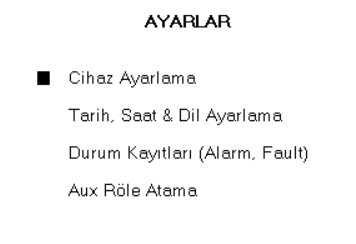 AYARLAR
Cihaz Ayarlama
Tarih, Saat & Dil Ayarlama
Durum Kayıtları (Alarm, Fault)
Aux Röle Atama